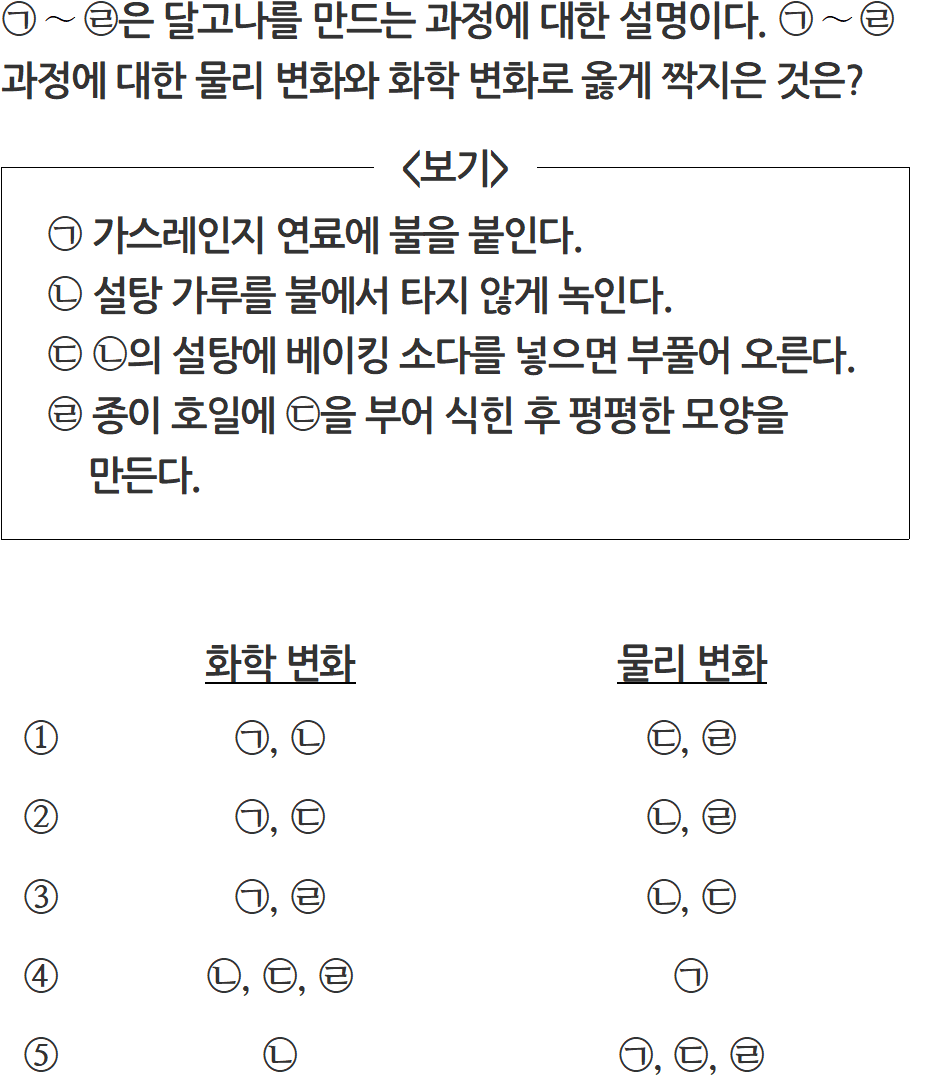 ㉠ ~ ㉣은 달고나를 만드는 과정에 대한 설명이다. ㉠ ~ ㉣
과정에 대한 물리 변화와 화학 변화로 옳게 짝지은 것은?
<보기>
㉠ 가스레인지 연료에 불을 붙인다.
㉡ 설탕 가루를 불에서 타지 않게 녹인다.
㉢ ㉡의 설탕에 베이킹 소다를 넣으면 부풀어 오른다.
㉣ 종이 호일에 ㉢을 부어 식힌 후 평평한 모양을
만든다.
화학 변화 물리 변화
① ㉠, ㉡ ㉢, ㉣
② ㉠, ㉢ ㉡, ㉣
③ ㉠, ㉣ ㉡, ㉢
④ ㉡, ㉢, ㉣ ㉠
⑤ ㉡ ㉠, ㉢, ㉣